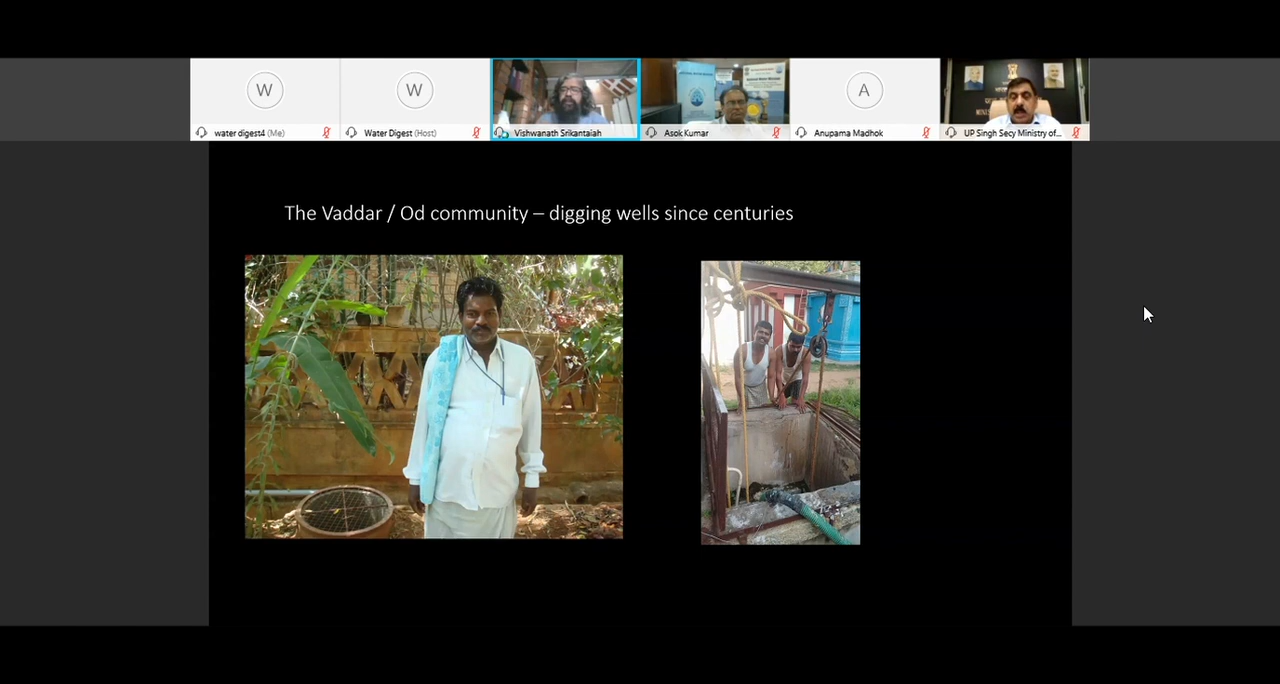 W
W
A
water digest4 (Me)
Water Digest (Host)
Vishwanath Srikantaiah
Asok Kumar
Anupama Madhok
UP Singh Secy Ministry of...
The Vaddar / Od community – digging wells since centuries